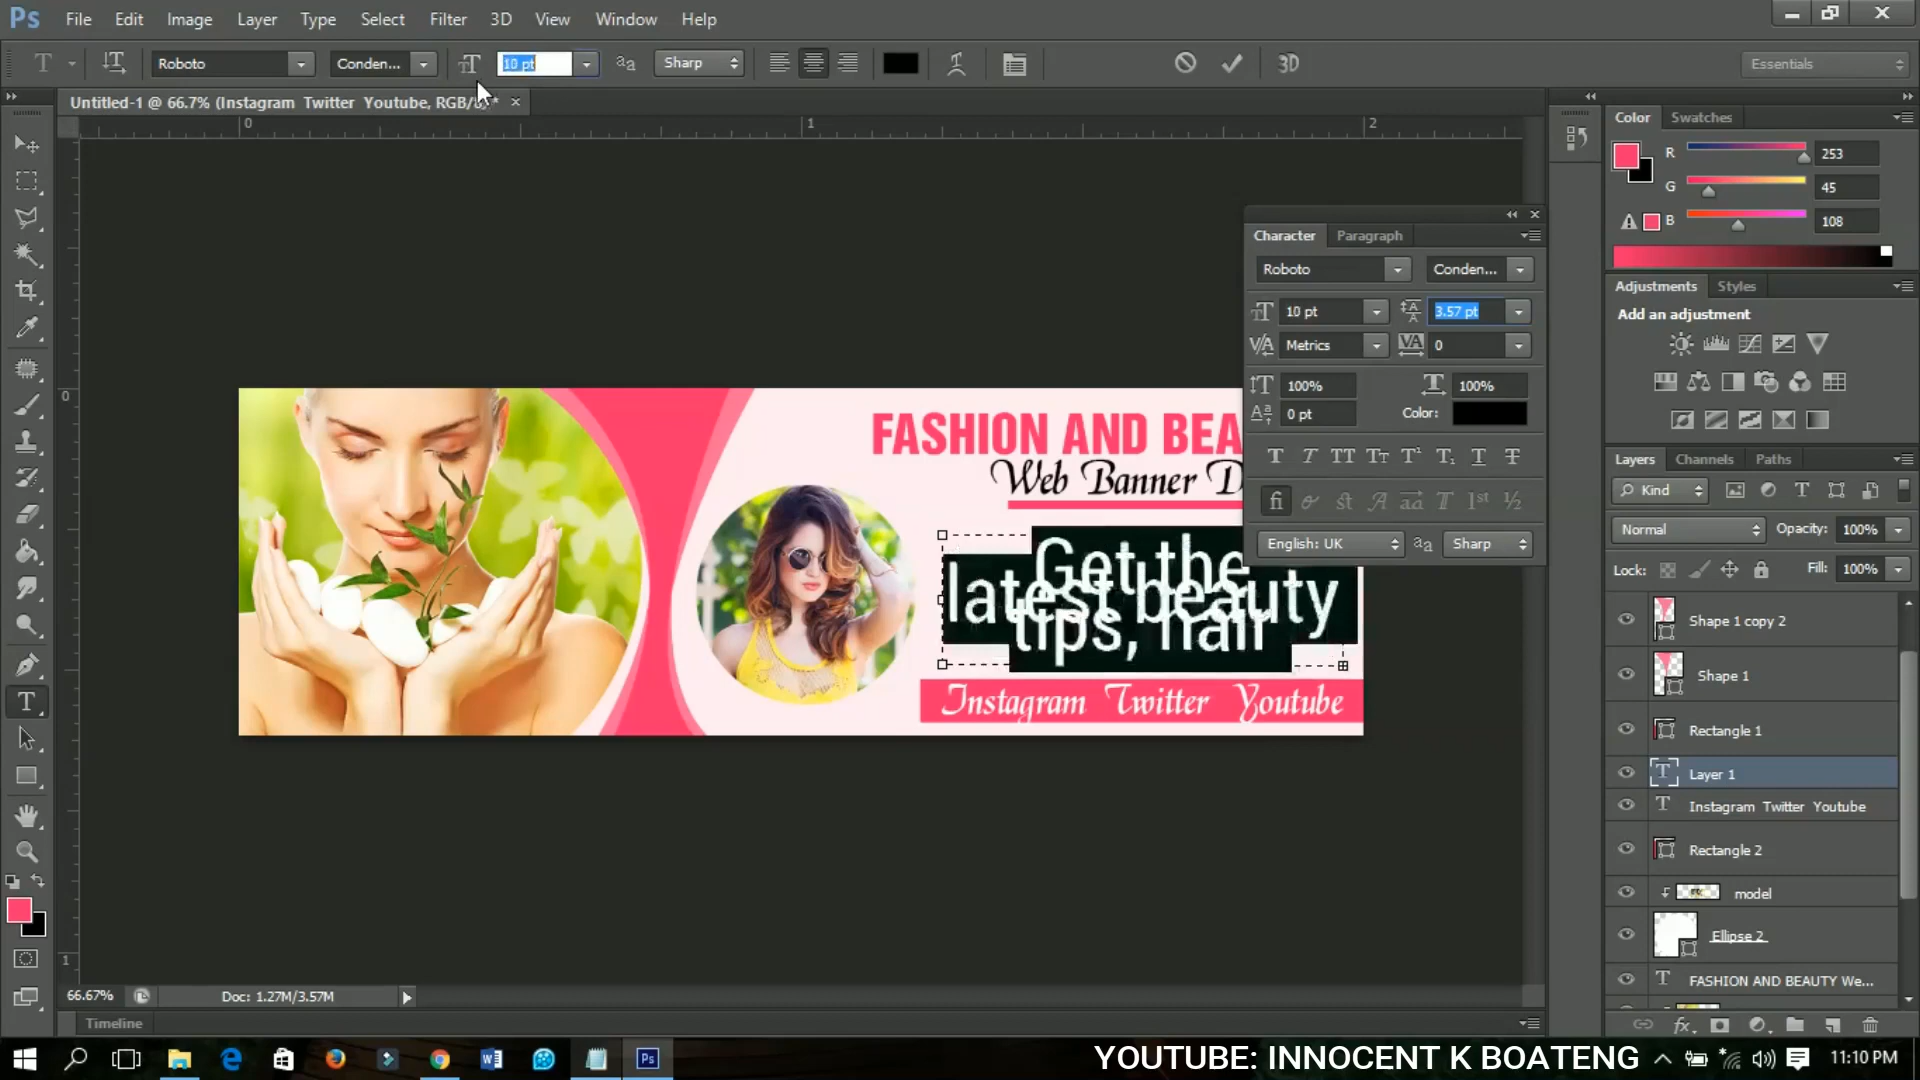 Ps File Edit Image Layer Type Select Filter 3D View Window Help
Roboto Conden... 10 pt Sharp 3D Essentials
Untitled-1 @ 66.7% (Instagram Twitter Youtube, RGB/
0 1 2
Color Swatches
R 253
G 45
B 108
Character Paragraph
Roboto Conden...
10 pt 3.57 pt
Metrics 0
100% 100%
0 pt Color:
English: UK Sharp
Adjustments Styles
Add an adjustment
FASHION AND BEA
Web Banner D
Get the
latest beauty
tips, hair
Instagram Twitter Youtube
Layers Channels Paths
Kind
Normal Opacity: 100%
Lock: Fill: 100%
Shape 1 copy 2
Shape 1
Rectangle 1
Layer 1
Instagram Twitter Youtube
Rectangle 2
model
Ellipse 2
FASHION AND BEAUTY We...
0
1
66.67% Doc: 1.27M/3.57M
Timeline
YOUTUBE: INNOCENT K BOATENG 11:10 PM